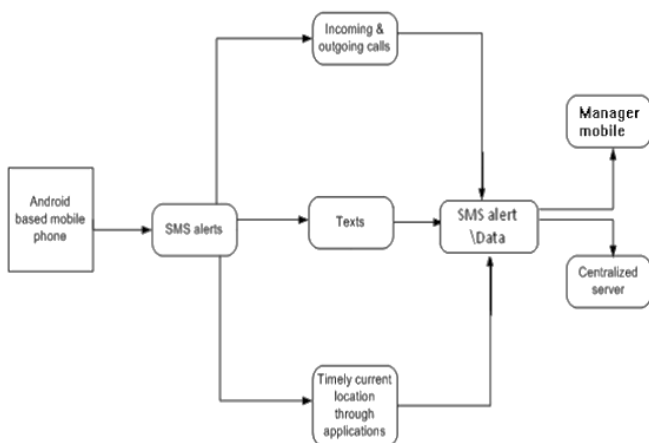 Incoming &
outgoing calls
Manager
mobile
Android
based mobile
phone
SMS alerts
Texts
SMS alert
\Data
Centralized
server
Timely current
location
through
applications